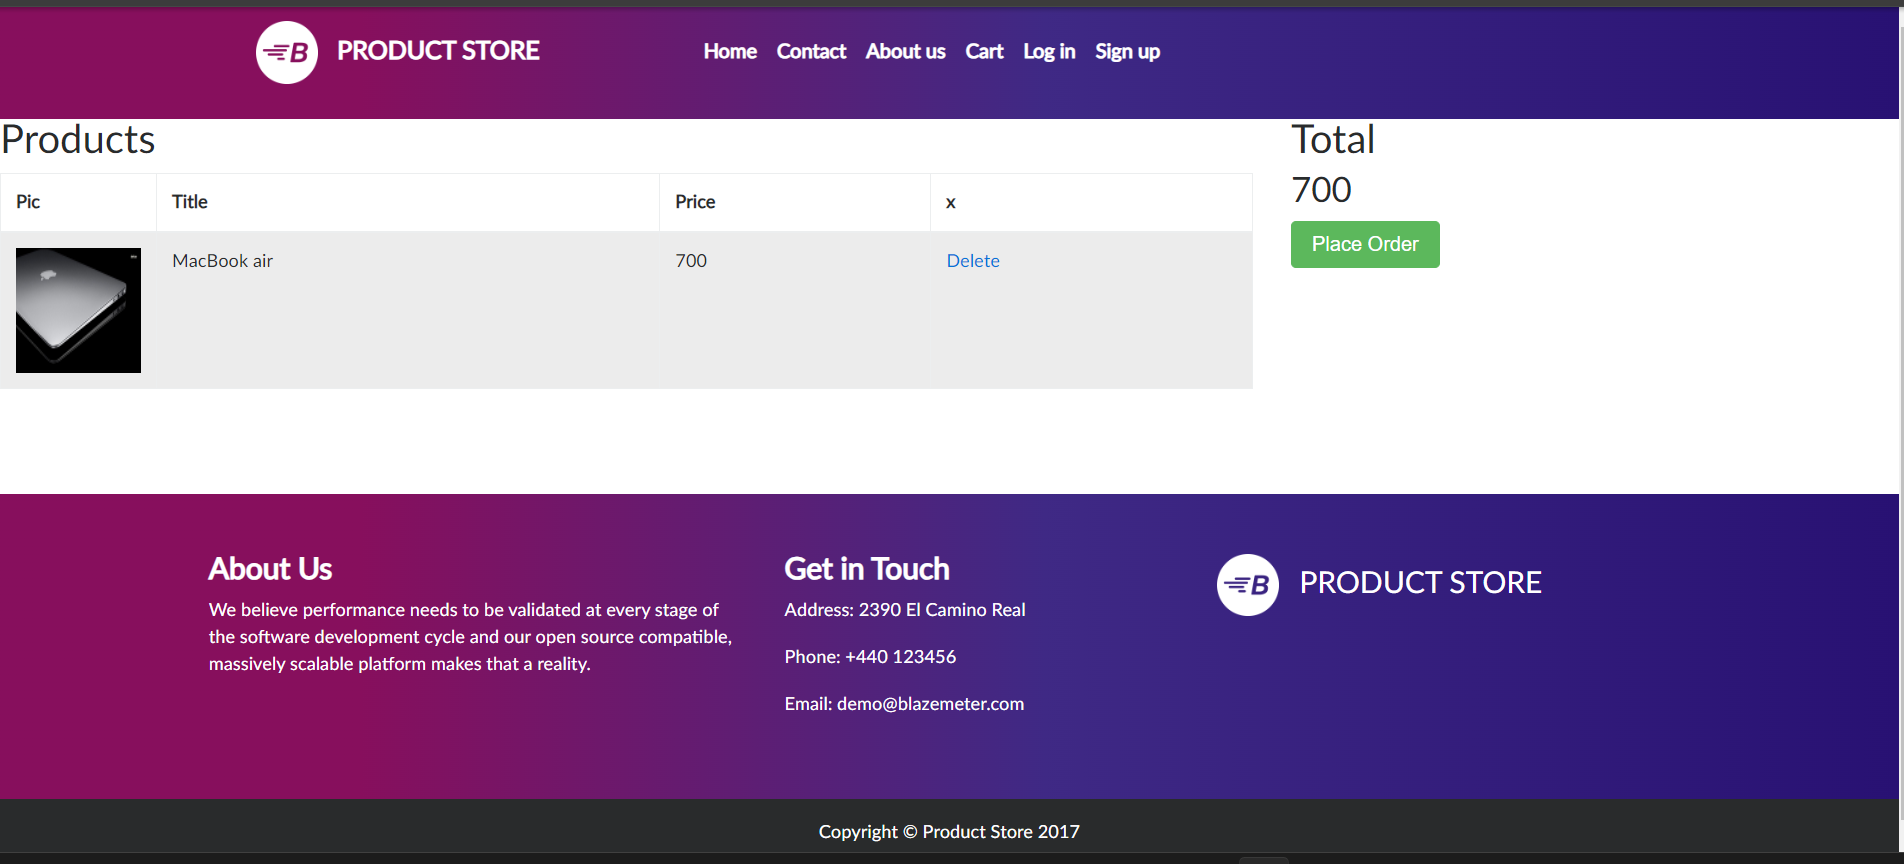 B PRODUCT STORE
Home Contact About us Cart Log in Sign up
Products
Pic Title Price x
MacBook air 700 Delete
Total
700
Place Order
About Us
We believe performance needs to be validated at every stage of
the software development cycle and our open source compatible,
massively scalable platform makes that a reality.
Get in Touch
Address: 2390 El Camino Real
Phone: +440 123456
Email: demo@blazemeter.com
B PRODUCT STORE
Copyright © Product Store 2017